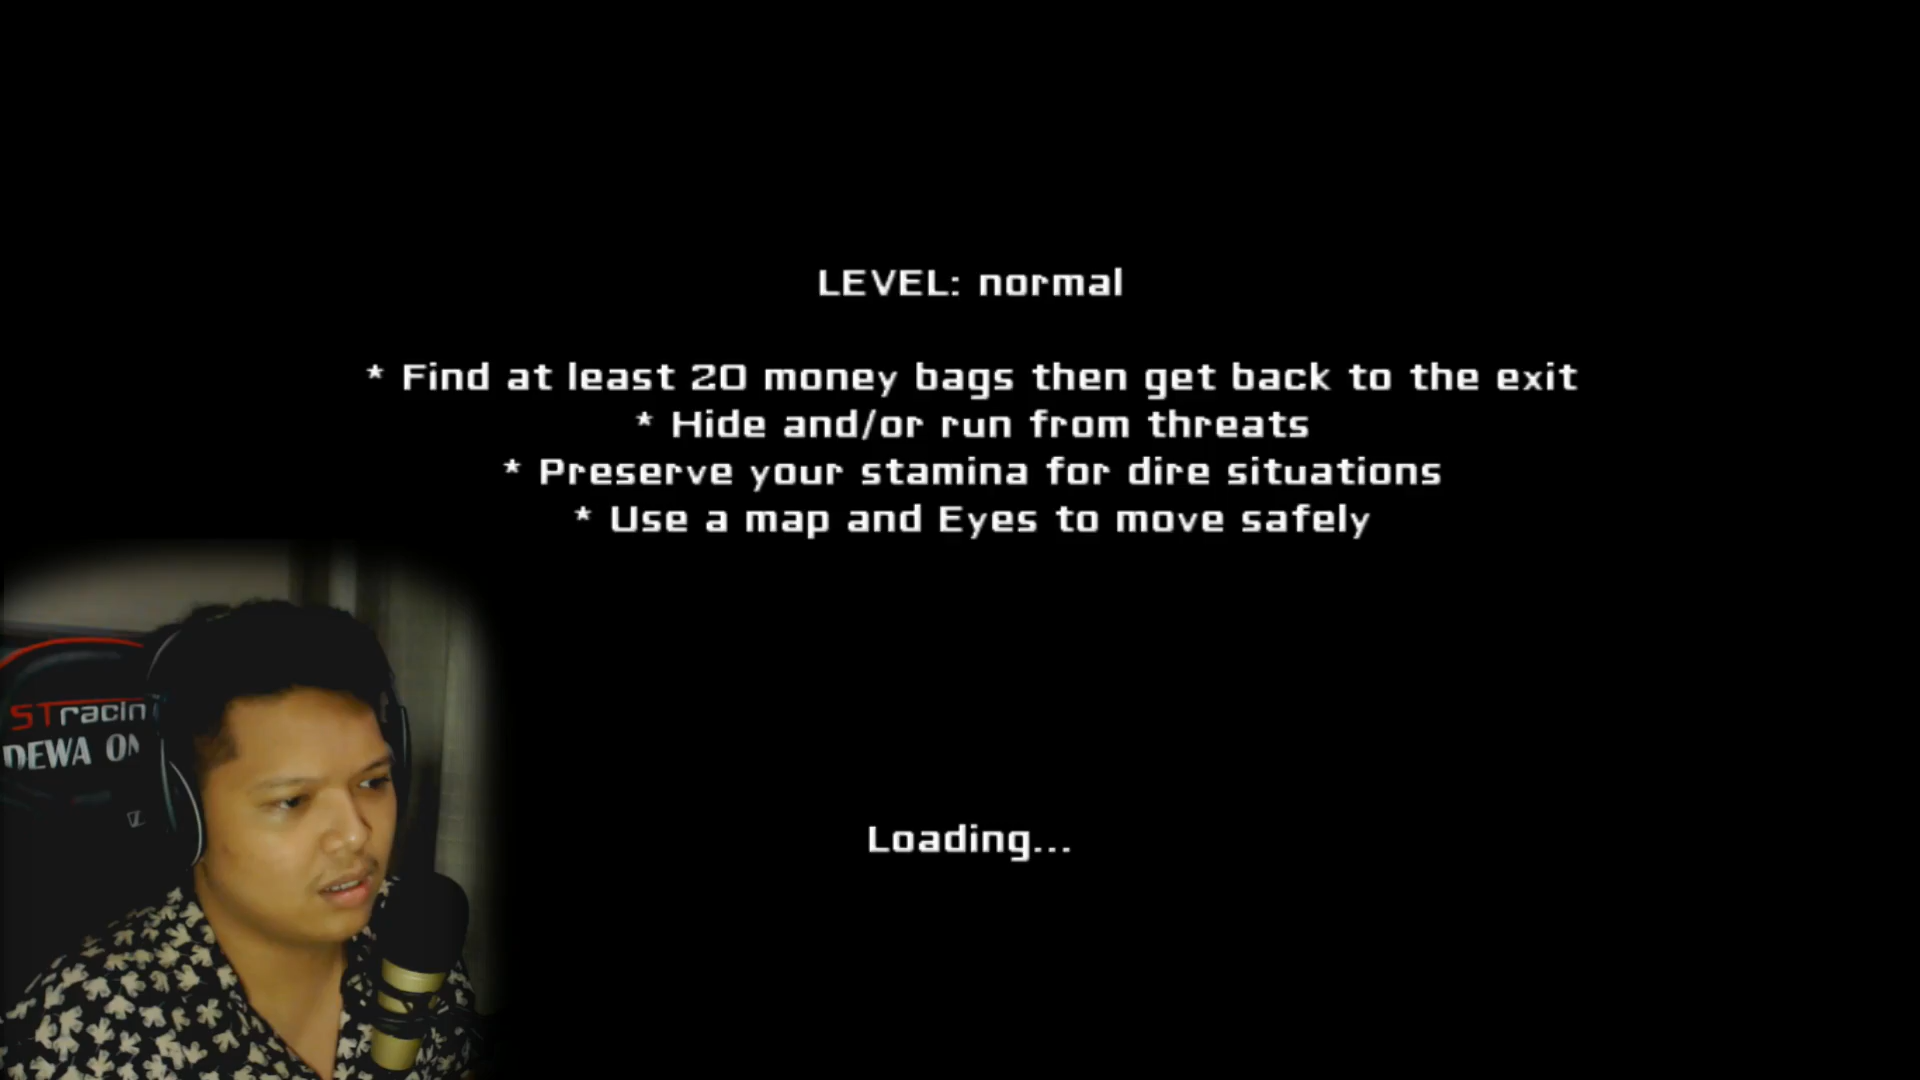 LEVEL: normal
* Find at least 20 money bags then get back to the exit
* Hide and/or run from threats
* Preserve your stamina for dire situations
* Use a map and Eyes to move safely
STracin
DEWA ON
Loading...